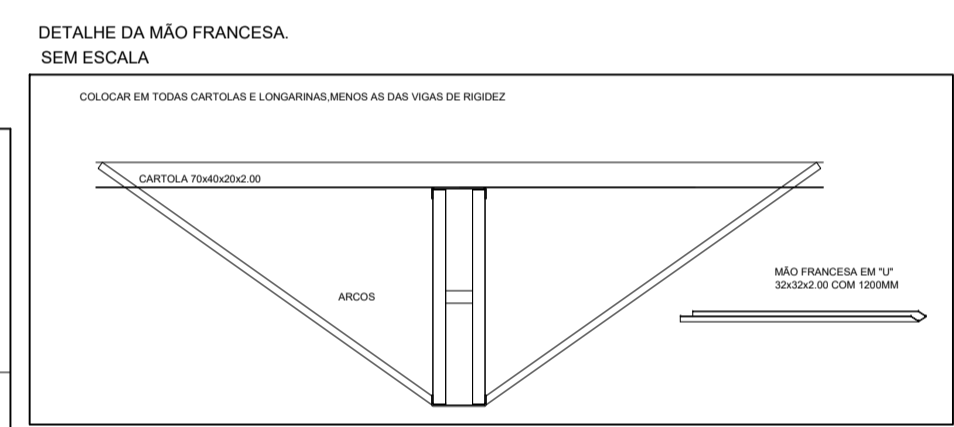 DETALHE DA MÃO FRANCESA.
SEM ESCALA
COLOCAR EM TODAS CARTOLAS E LONGARINAS,MENOS AS DAS VIGAS DE RIGIDEZ
CARTOLA 70x40x20x2.00
ARCOS
MÃO FRANCESA EM "U"
32x32x2.00 COM 1200MM